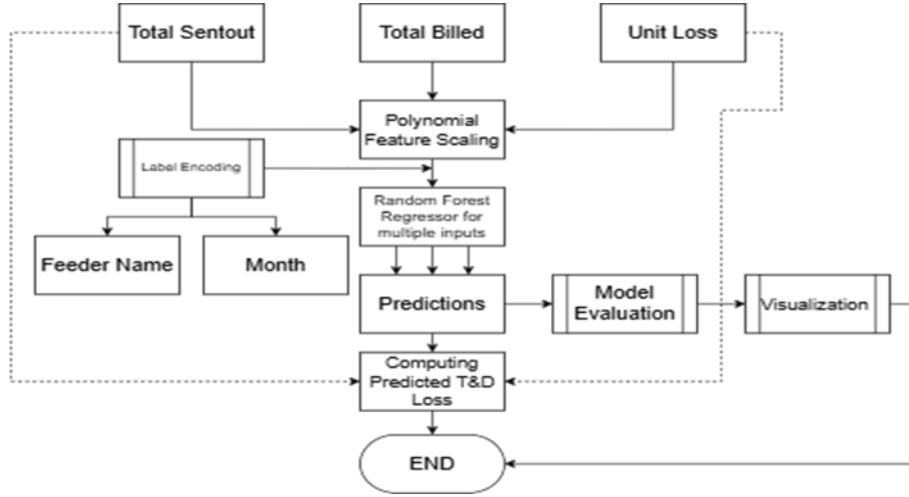 Total Sentout
Total Billed
Unit Loss
Polynomial
Feature Scaling
Label Encoding
Random Forest
Regressor for
multiple inputs
Feeder Name
Month
Predictions
Model
Evaluation
Visualization
Computing
Predicted T&D
Loss
END